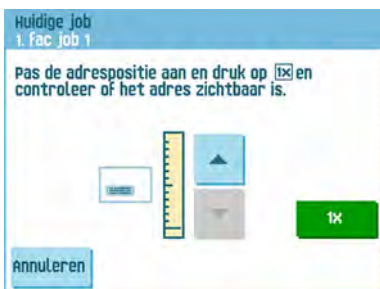 Huidige job
1. Fac job 1
Pas de adrespositie aan en druk op 1x en
controleer of het adres zichtbaar is.
1x
Annuleren